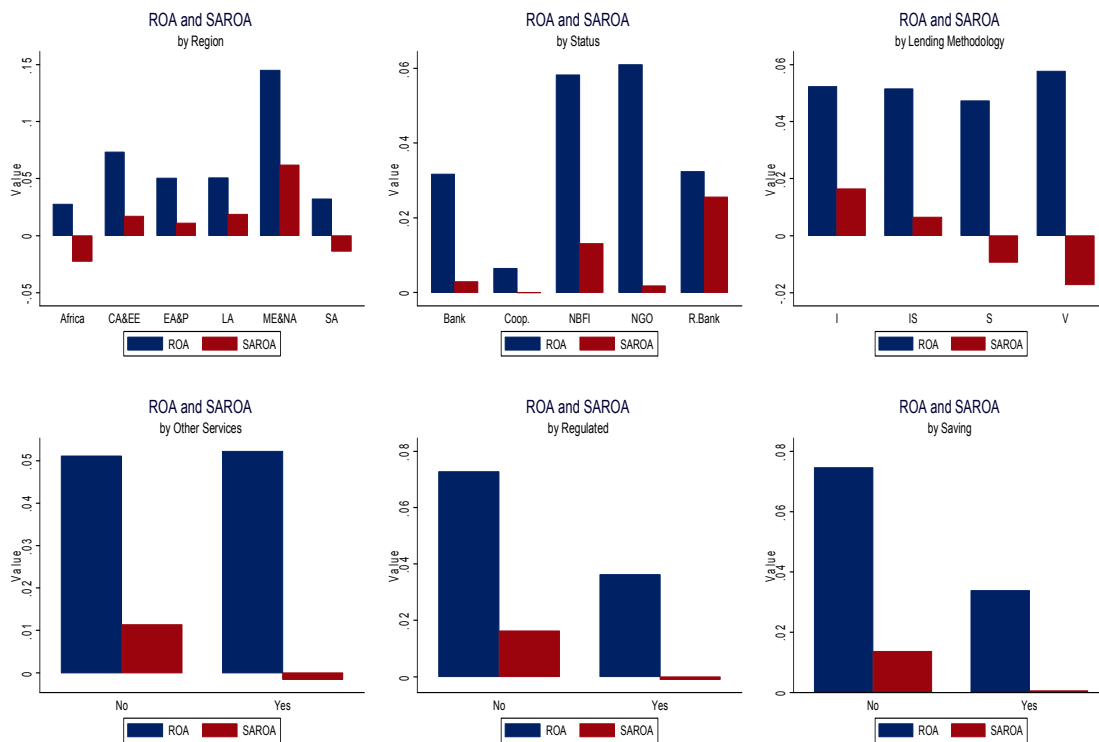 ROA and SAROA
by Region
Value
.15
.1
.05
0
-.05
Africa CA&EE EA&P LA ME&NA SA
ROA SAROA
ROA and SAROA
by Status
Value
.06
.04
.02
0
Bank Coop. NBFI NGO R.Bank
ROA SAROA
ROA and SAROA
by Lending Methodology
Value
.06
.04
.02
0
-.02
I IS S V
ROA SAROA
ROA and SAROA
by Other Services
Value
.05
.04
.03
.02
.01
0
No Yes
ROA SAROA
ROA and SAROA
by Regulated
Value
.08
.06
.04
.02
0
No Yes
ROA SAROA
ROA and SAROA
by Saving
Value
.08
.06
.04
.02
0
No Yes
ROA SAROA